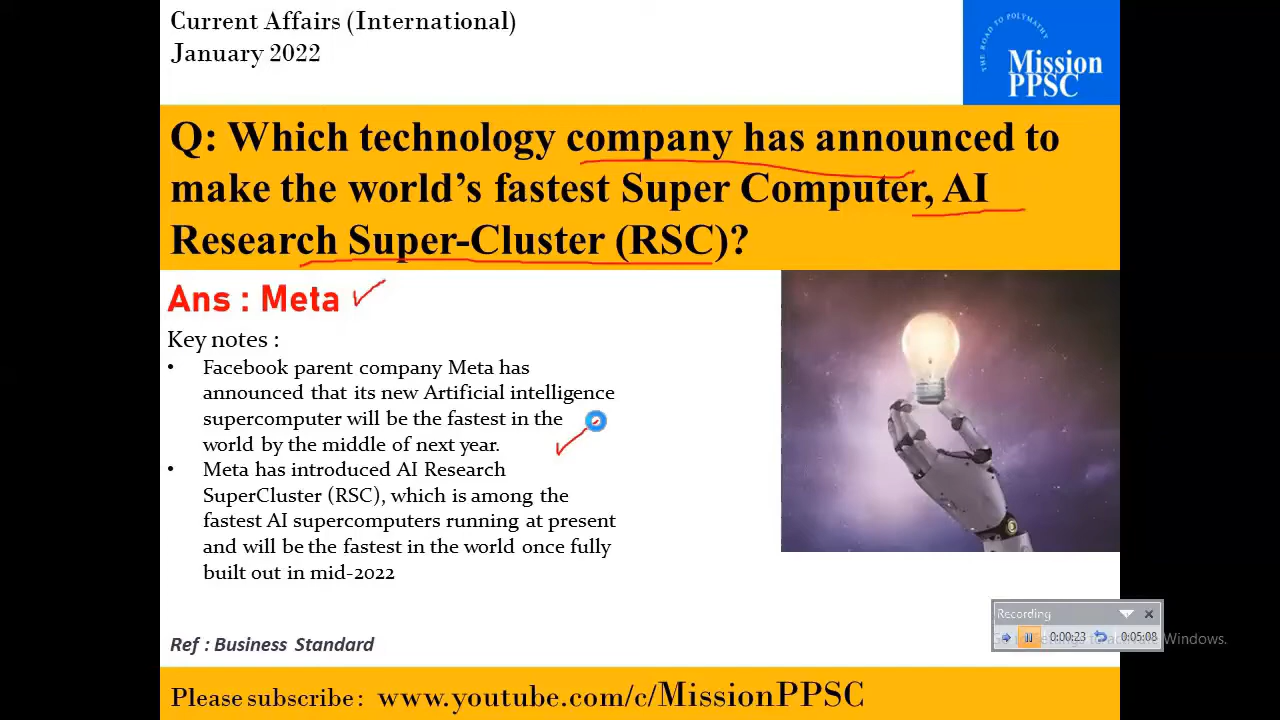 Current Affairs (International)
January 2022
THE ROAD TO POLYMATHY
Mission
PPSC
Q: Which technology company has announced to
make the world's fastest Super Computer, AI
Research Super-Cluster (RSC)?
Ans : Meta
Key notes :
• Facebook parent company Meta has
announced that its new Artificial intelligence
supercomputer will be the fastest in the
world by the middle of next year.
• Meta has introduced AI Research
SuperCluster (RSC), which is among the
fastest AI supercomputers running at present
and will be the fastest in the world once fully
built out in mid-2022
Recording
0:00:23 0:05:08 Windows.
Ref : Business Standard
Please subscribe : www.youtube.com/c/MissionPPSC